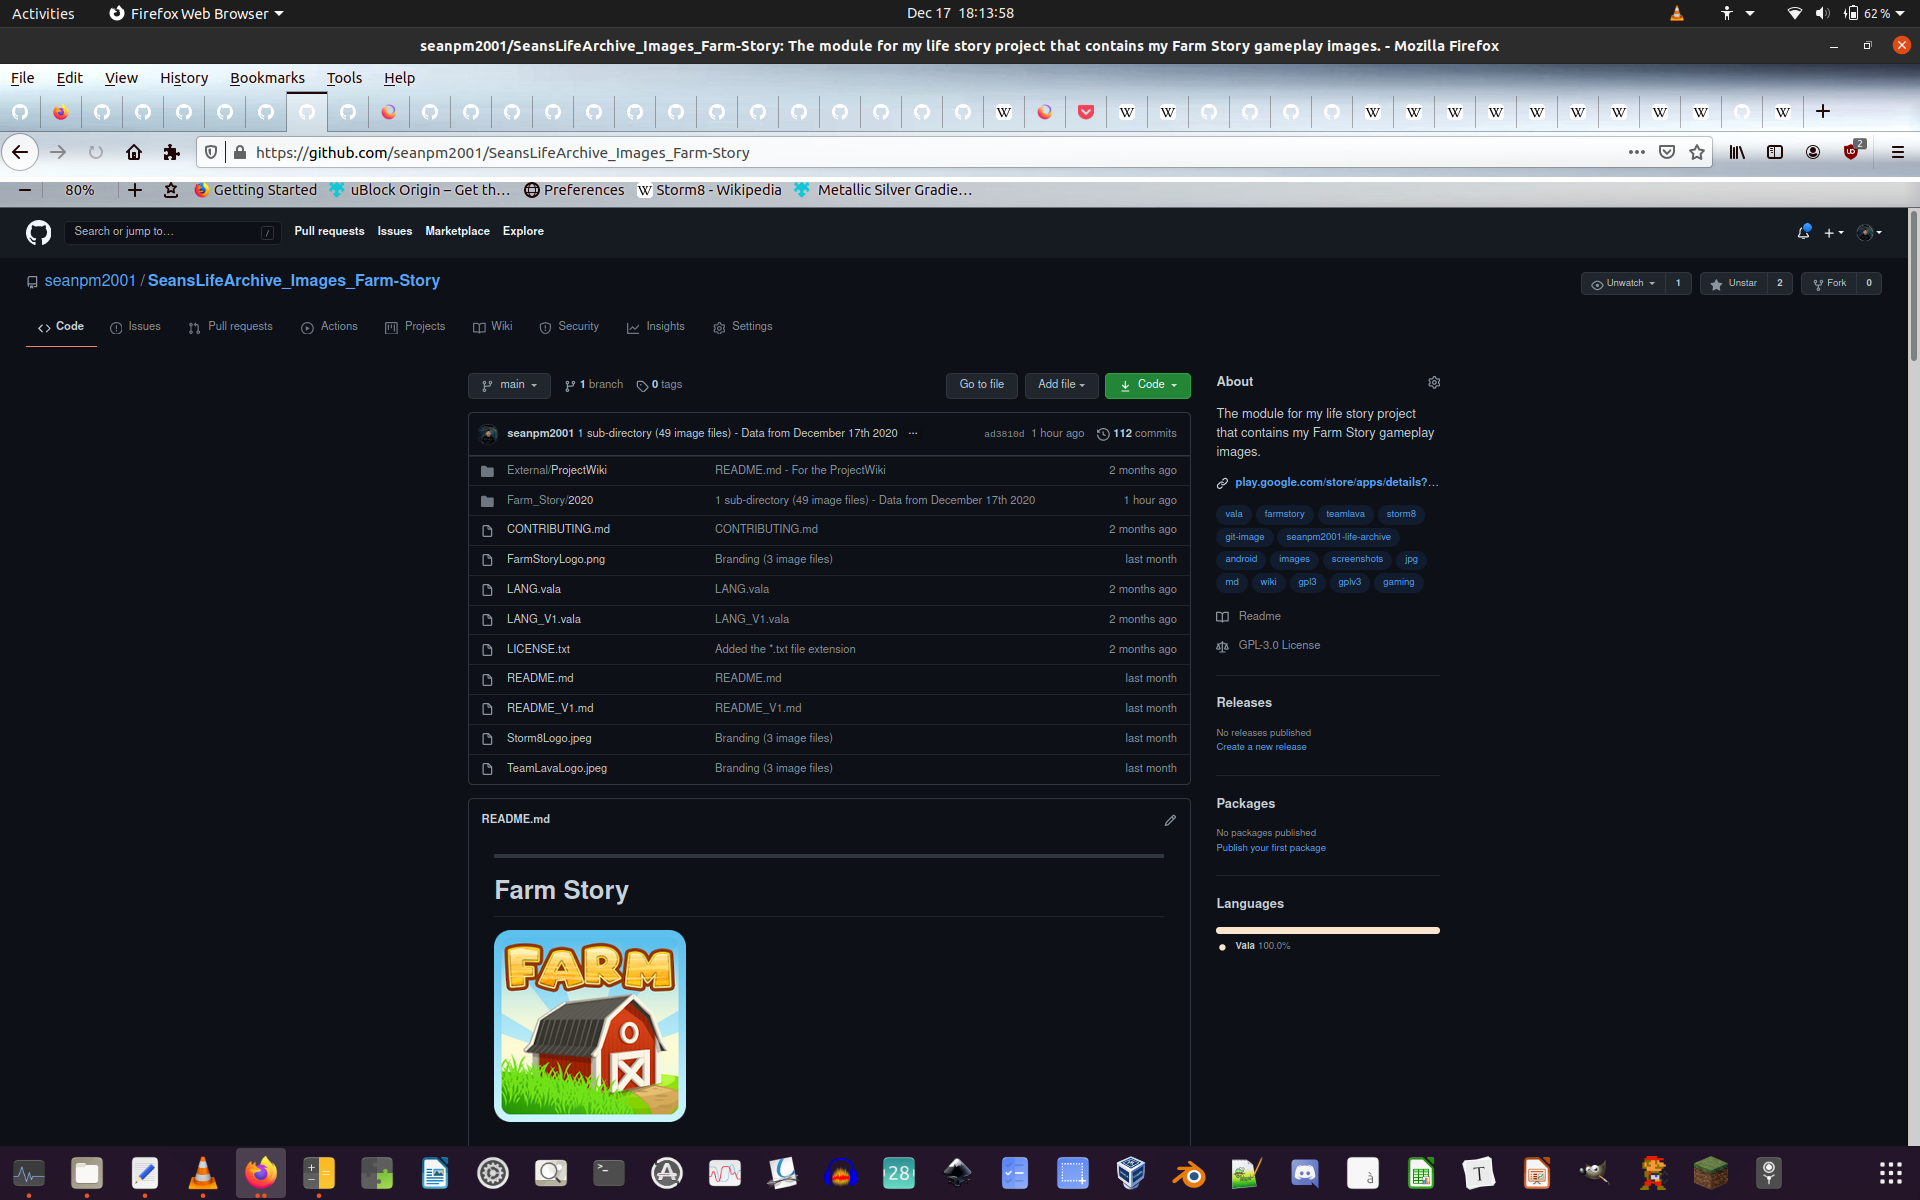 Activities Firefox Web Browser Dec 17 18:13:58 62 %
seanpm2001/SeansLifeArchive_Images_Farm-Story: The module for my life story project that contains my Farm Story gameplay images. - Mozilla Firefox
File Edit View History Bookmarks Tools Help
https://github.com/seanpm2001/SeansLifeArchive_Images_Farm-Story 2
80% Getting Started uBlock Origin – Get th… Preferences Storm8 - Wikipedia Metallic Silver Gradie…
Search or jump to… / Pull requests Issues Marketplace Explore
seanpm2001 / SeansLifeArchive_Images_Farm-Story Unwatch 1 Unstar 2 Fork 0
Code Issues Pull requests Actions Projects Wiki Security Insights Settings
main 1 branch 0 tags Go to file Add file Code
seanpm2001 1 sub-directory (49 image files) - Data from December 17th 2020 ... ad3810d 1 hour ago 112 commits
External/ProjectWiki README.md - For the ProjectWiki 2 months ago
Farm_Story/2020 1 sub-directory (49 image files) - Data from December 17th 2020 1 hour ago
CONTRIBUTING.md CONTRIBUTING.md 2 months ago
FarmStoryLogo.png Branding (3 image files) last month
LANG.vala LANG.vala 2 months ago
LANG_V1.vala LANG_V1.vala 2 months ago
LICENSE.txt Added the *.txt file extension 2 months ago
README.md README.md last month
README_V1.md README_V1.md last month
Storm8Logo.jpeg Branding (3 image files) last month
TeamLavaLogo.jpeg Branding (3 image files) last month
README.md
Farm Story
FARM
About
The module for my life story project
that contains my Farm Story gameplay
images.
play.google.com/store/apps/details?…
vala farmstory teamlava storm8
git-image seanpm2001-life-archive
android images screenshots jpg
md wiki gpl3 gplv3 gaming
Readme
GPL-3.0 License
Releases
No releases published
Create a new release
Packages
No packages published
Publish your first package
Languages
Vala 100.0%
28